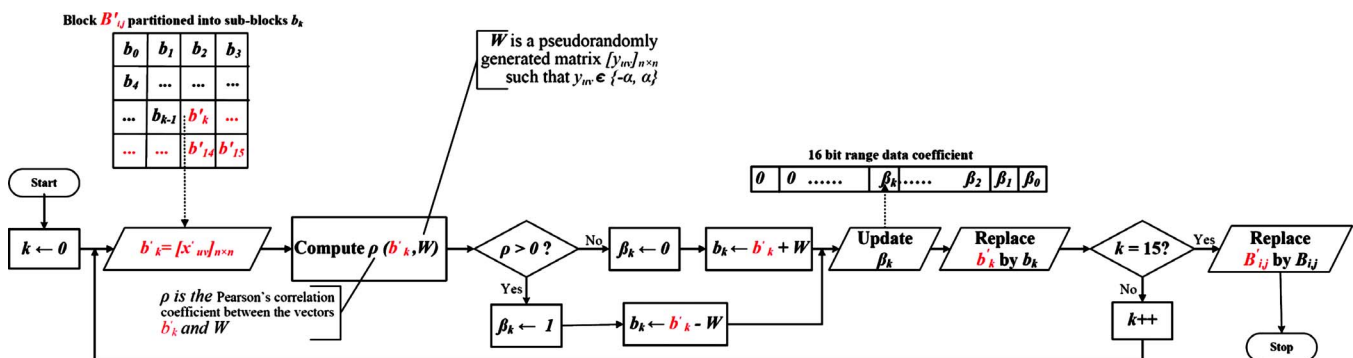 Block B'i,j partitioned into sub-blocks bk
b0 b1 b2 b3
b4 ... ... ...
... bk-1 b'k ...
... ... b'14 b'15
W is a pseudorandomly
generated matrix [yuv]n×n
such that yuv ϵ {-α, α}
16 bit range data coefficient
0 0 ...... βk ...... β2 β1 β0
Start
k ← 0
b'k= [x'uv]n×n
Compute ρ (b'k,W)
ρ is the Pearson's correlation
coefficient between the vectors
b'k and W
ρ > 0 ?
No
βk ← 0
bk ← b'k + W
Yes
βk ← 1
bk ← b'k - W
Update
βk
Replace
b'k by bk
k = 15?
Yes
Replace
B'i,j by Bi,j
No
k++
Stop